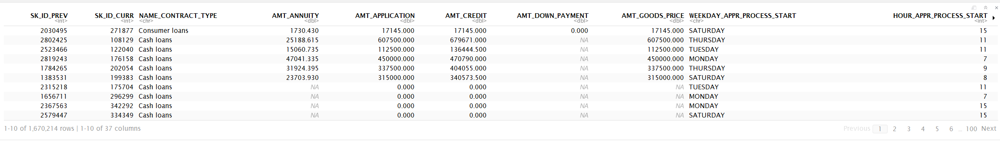 SK_ID_PREV SK_ID_CURR NAME_CONTRACT_TYPE AMT_ANNUITY AMT_APPLICATION AMT_CREDIT AMT_DOWN_PAYMENT AMT_GOODS_PRICE WEEKDAY_APPR_PROCESS_START HOUR_APPR_PROCESS_START
<int> <int> <chr> <dbl> <dbl> <dbl> <dbl> <dbl> <chr> <int>
2030495 271877 Consumer loans 1730.430 17145.000 17145.000 0.000 17145.000 SATURDAY 15
2802425 108129 Cash loans 25188.615 607500.000 679671.000 NA 607500.000 THURSDAY 11
2523466 122040 Cash loans 15060.735 112500.000 136444.500 NA 112500.000 TUESDAY 11
2819243 176158 Cash loans 47041.335 450000.000 470790.000 NA 450000.000 MONDAY 7
1784265 202054 Cash loans 31924.395 337500.000 404055.000 NA 337500.000 THURSDAY 9
1383531 199383 Cash loans 23703.930 315000.000 340573.500 NA 315000.000 SATURDAY 8
2315218 175704 Cash loans NA 0.000 0.000 NA NA TUESDAY 11
1656711 296299 Cash loans NA 0.000 0.000 NA NA MONDAY 7
2367563 342292 Cash loans NA 0.000 0.000 NA NA MONDAY 15
2579447 334349 Cash loans NA 0.000 0.000 NA NA SATURDAY 15
1-10 of 1,670,214 rows | 1-10 of 37 columns Previous 1 2 3 4 5 6 ... 100 Next